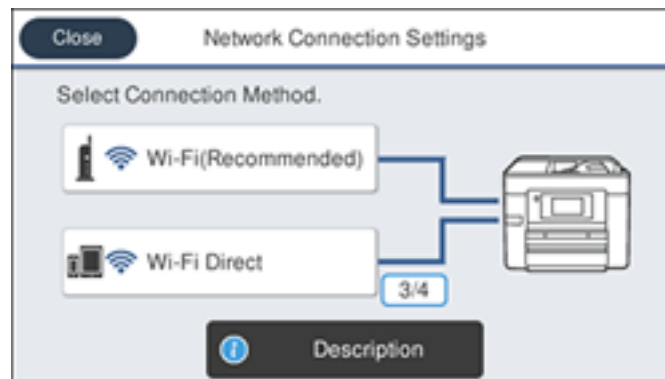 Close
Network Connection Settings
Select Connection Method.
Wi-Fi(Recommended)
Wi-Fi Direct
3/4
Description